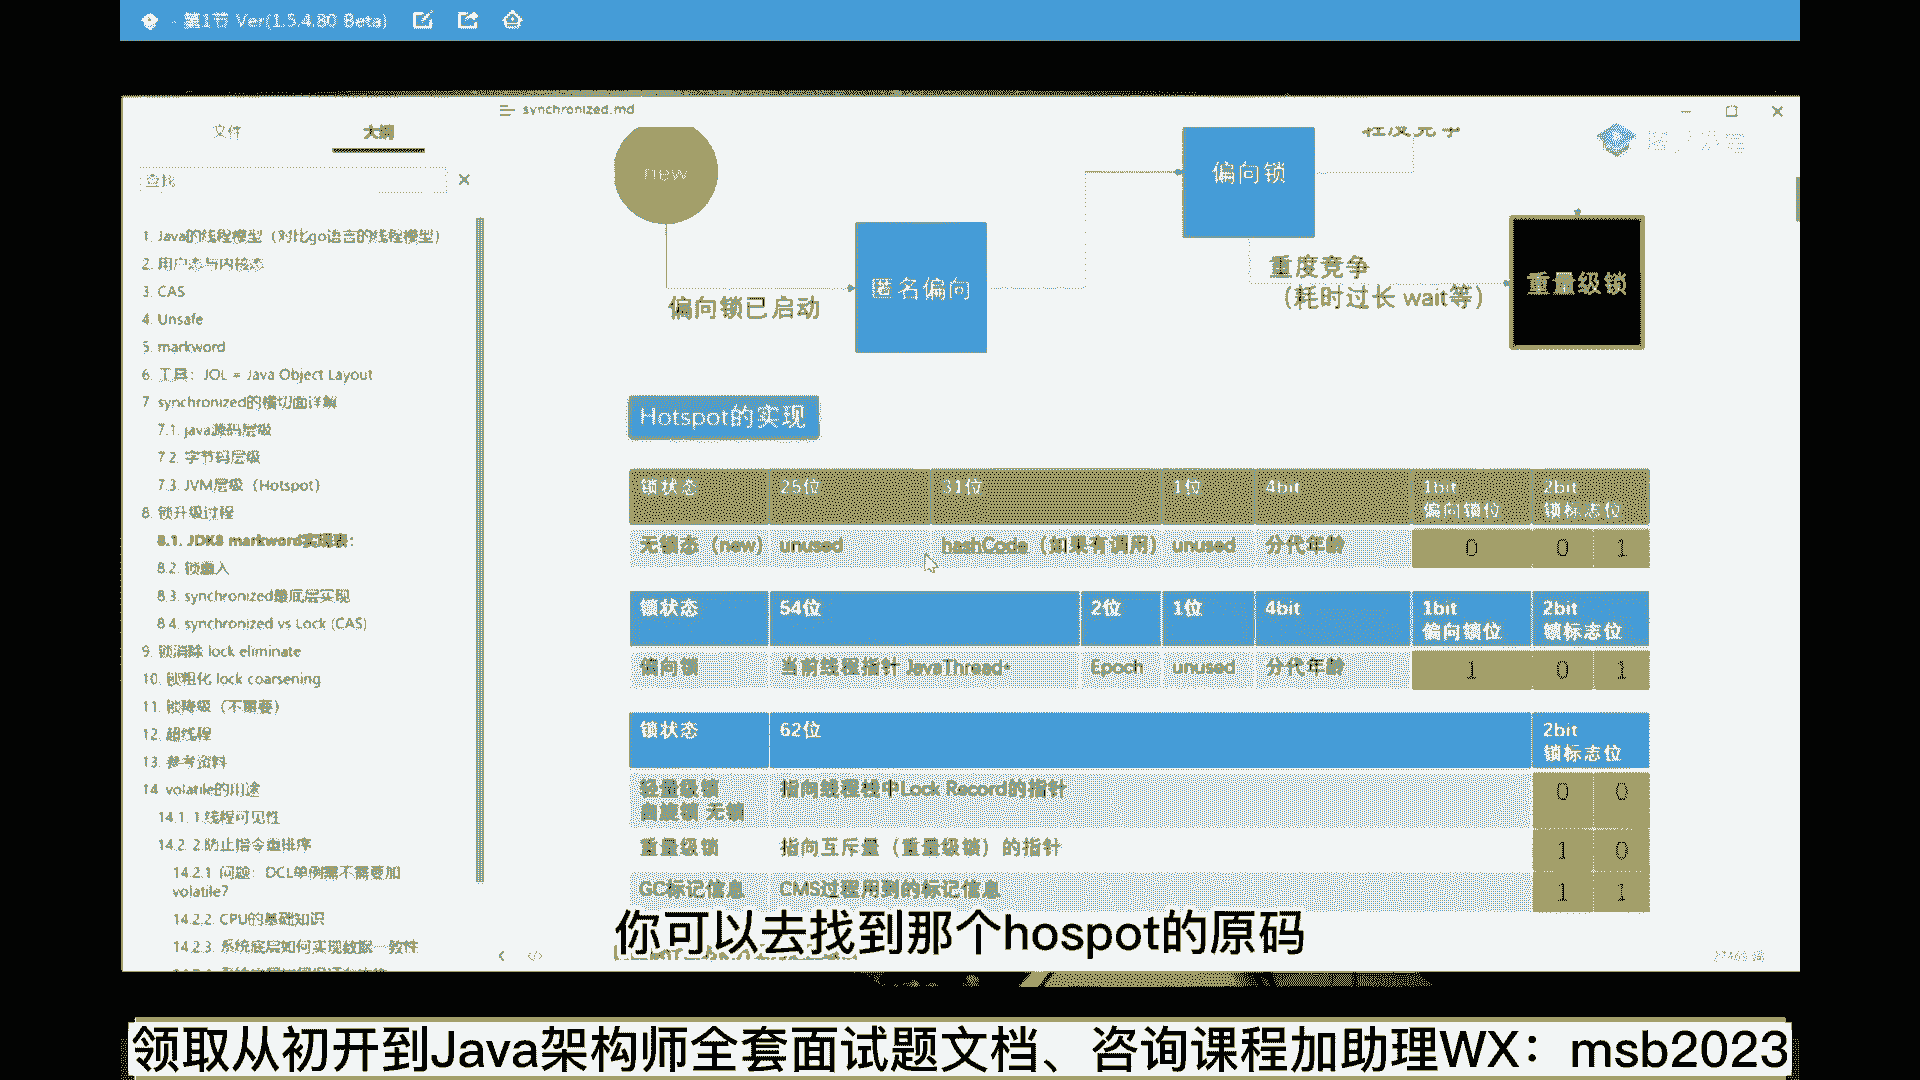 - 第1节 Ver(1.5.4.80 Beta)
synchronized.md
文件
大纲
查找
1. Java的线程模型（对比go语言的线程模型）
2. 用户态与内核态
3. CAS
4. Unsafe
5. markword
6. 工具：JOL = Java Object Layout
7. synchronized的横切面详解
7.1. java源码层级
7.2. 字节码层级
7.3. JVM层级（Hotspot）
8. 锁升级过程
8.1. JDK8 markword实现表：
8.2. 锁重入
8.3. synchronized最底层实现
8.4. synchronized vs Lock (CAS)
9. 锁消除 lock eliminate
10. 锁粗化 lock coarsening
11. 锁降级（不重要）
12. 超线程
13. 参考资料
14. volatile的用途
14.1. 1.线程可见性
14.2. 2.防止指令重排序
14.2.1. 问题：DCL单例需不需要加
volatile?
14.2.2. CPU的基础知识
14.2.3. 系统底层如何实现数据一致性
new
偏向锁已启动
匿名偏向
偏向锁
轻度竞争
重度竞争
（耗时过长 wait等）
重量级锁
Hotspot的实现
锁状态 25位 31位 1位 4bit 1bit 2bit
偏向锁位 锁标志位
无锁态（new） unused hashCode（如果有调用） unused 分代年龄 0 0 1
锁状态 54位 2位 1位 4bit 1bit 2bit
偏向锁位 锁标志位
偏向锁 当前线程指针 JavaThread* Epoch unused 分代年龄 1 0 1
锁状态 62位 2bit
锁标志位
轻量级锁 指向线程栈中Lock Record的指针 0 0
自旋锁 无锁
重量级锁 指向互斥量（重量级锁）的指针 1 0
GC标记信息 CMS过程用到的标记信息 1 1
你可以去找到那个hospot的原码
领取从初开到Java架构师全套面试题文档、咨询课程加助理WX：msb2023